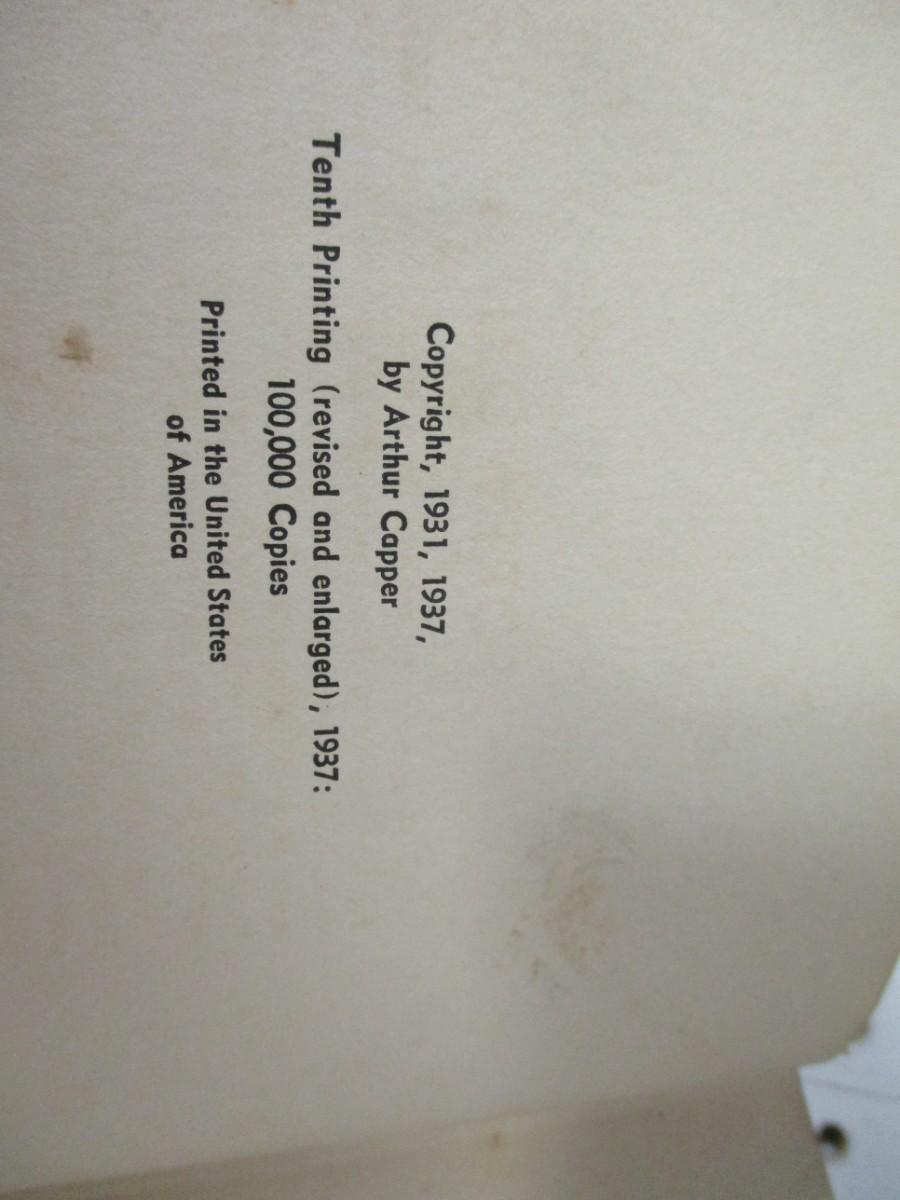 Copyright, 1931, 1937,
by Arthur Capper
Tenth Printing (revised and enlarged), 1937:
100,000 Copies
Printed in the United States
of America